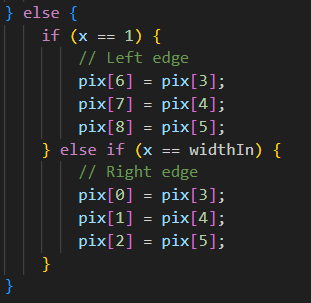 } else {
    if (x == 1) {
        // Left edge
        pix[6] = pix[3];
        pix[7] = pix[4];
        pix[8] = pix[5];
    } else if (x == widthIn) {
        // Right edge
        pix[0] = pix[3];
        pix[1] = pix[4];
        pix[2] = pix[5];
    }
}